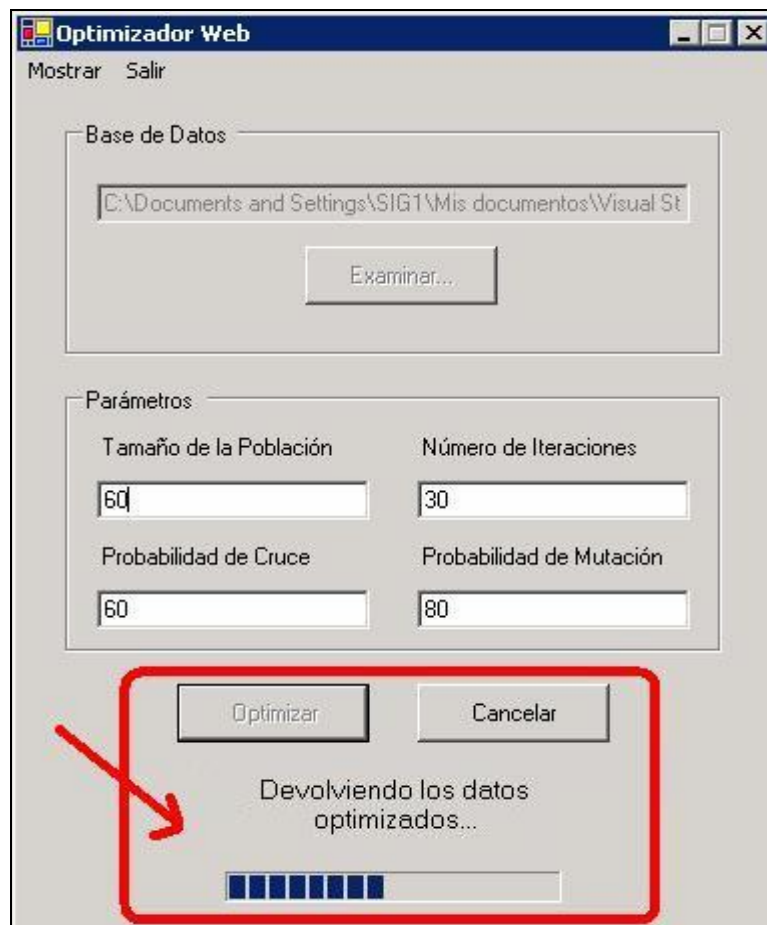 Optimizador Web
Mostrar Salir
Base de Datos
C:\Documents and Settings\SIG1\Mis documentos\Visual St
Examinar...
Parámetros
Tamaño de la Población
Número de Iteraciones
60
30
Probabilidad de Cruce
Probabilidad de Mutación
60
80
Optimizar
Cancelar
Devolviendo los datos
optimizados...